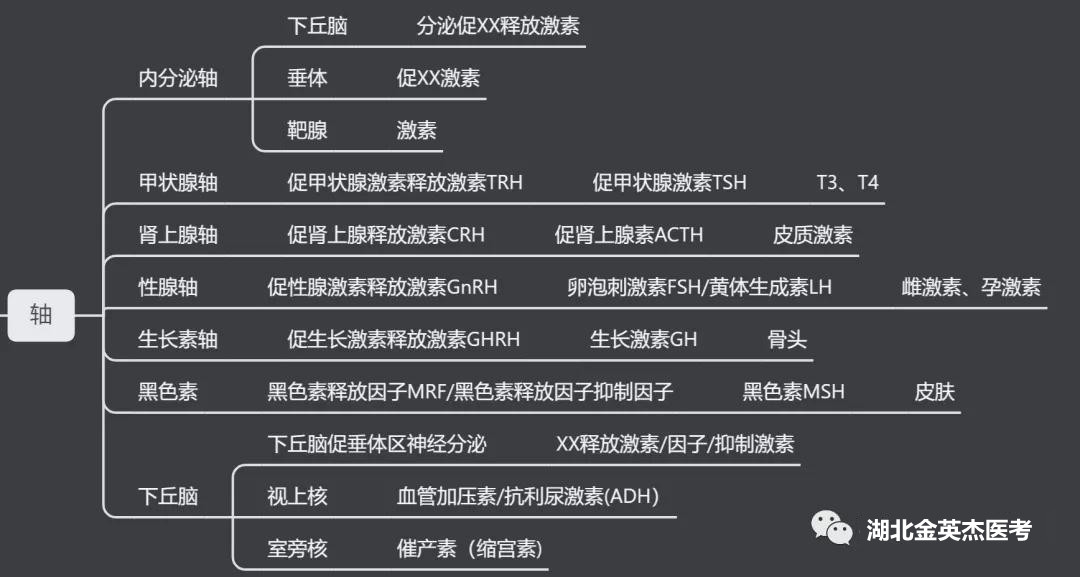 下丘脑 分泌促XX释放激素
内分泌轴 垂体 促XX激素
靶腺 激素
甲状腺轴 促甲状腺激素释放激素TRH 促甲状腺激素TSH T3、T4
肾上腺轴 促肾上腺释放激素CRH 促肾上腺素ACTH 皮质激素
性腺轴 促性腺激素释放激素GnRH 卵泡刺激素FSH/黄体生成素LH 雌激素、孕激素
轴
生长素轴 促生长激素释放激素GHRH 生长激素GH 骨头
黑色素 黑色素释放因子MRF/黑色素释放因子抑制因子 黑色素MSH 皮肤
下丘脑促垂体区神经分泌 XX释放激素/因子/抑制激素
下丘脑 视上核 血管加压素/抗利尿激素(ADH）
室旁核 催产素（缩宫素)
湖北金英杰医考